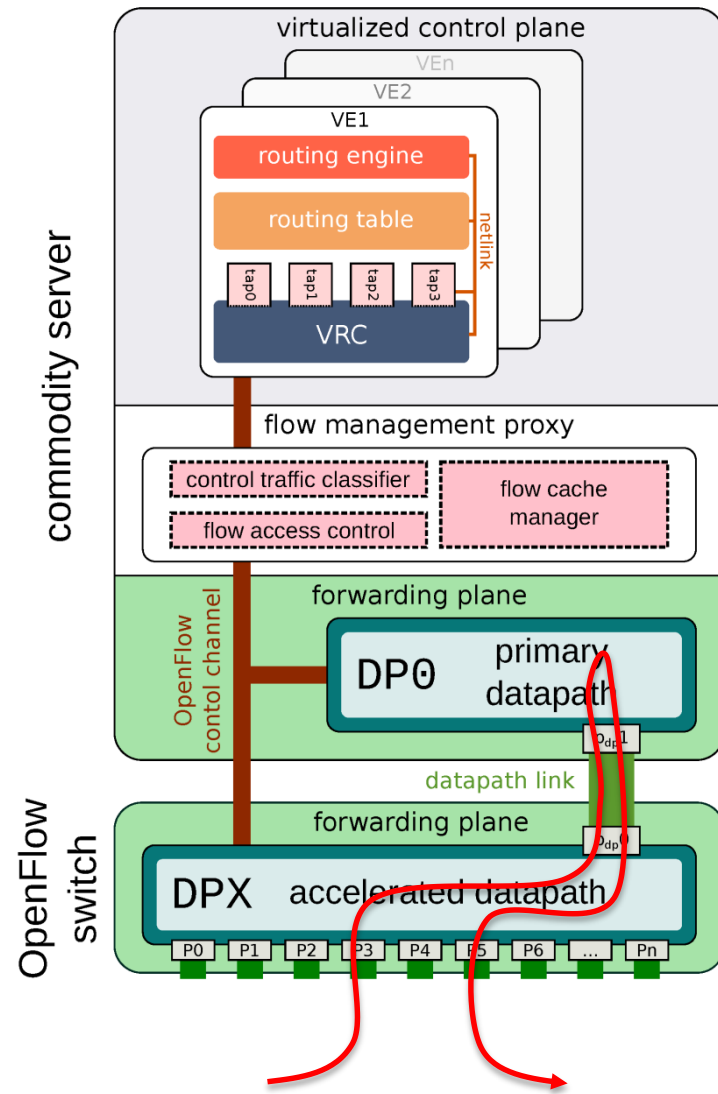 virtualized control plane
VEn
VE2
VE1
routing engine
routing table
netlink
tap0
tap1
tap2
tap3
VRC
commodity server
flow management proxy
control traffic classifier
flow access control
flow cache
manager
forwarding plane
OpenFlow
contol channel
DP0
primary
datapath
pdp1
datapath link
OpenFlow
switch
forwarding plane
pdp0
DPX accelerated datapath
P0 P1 P2 P3 P4 P5 P6 ... Pn